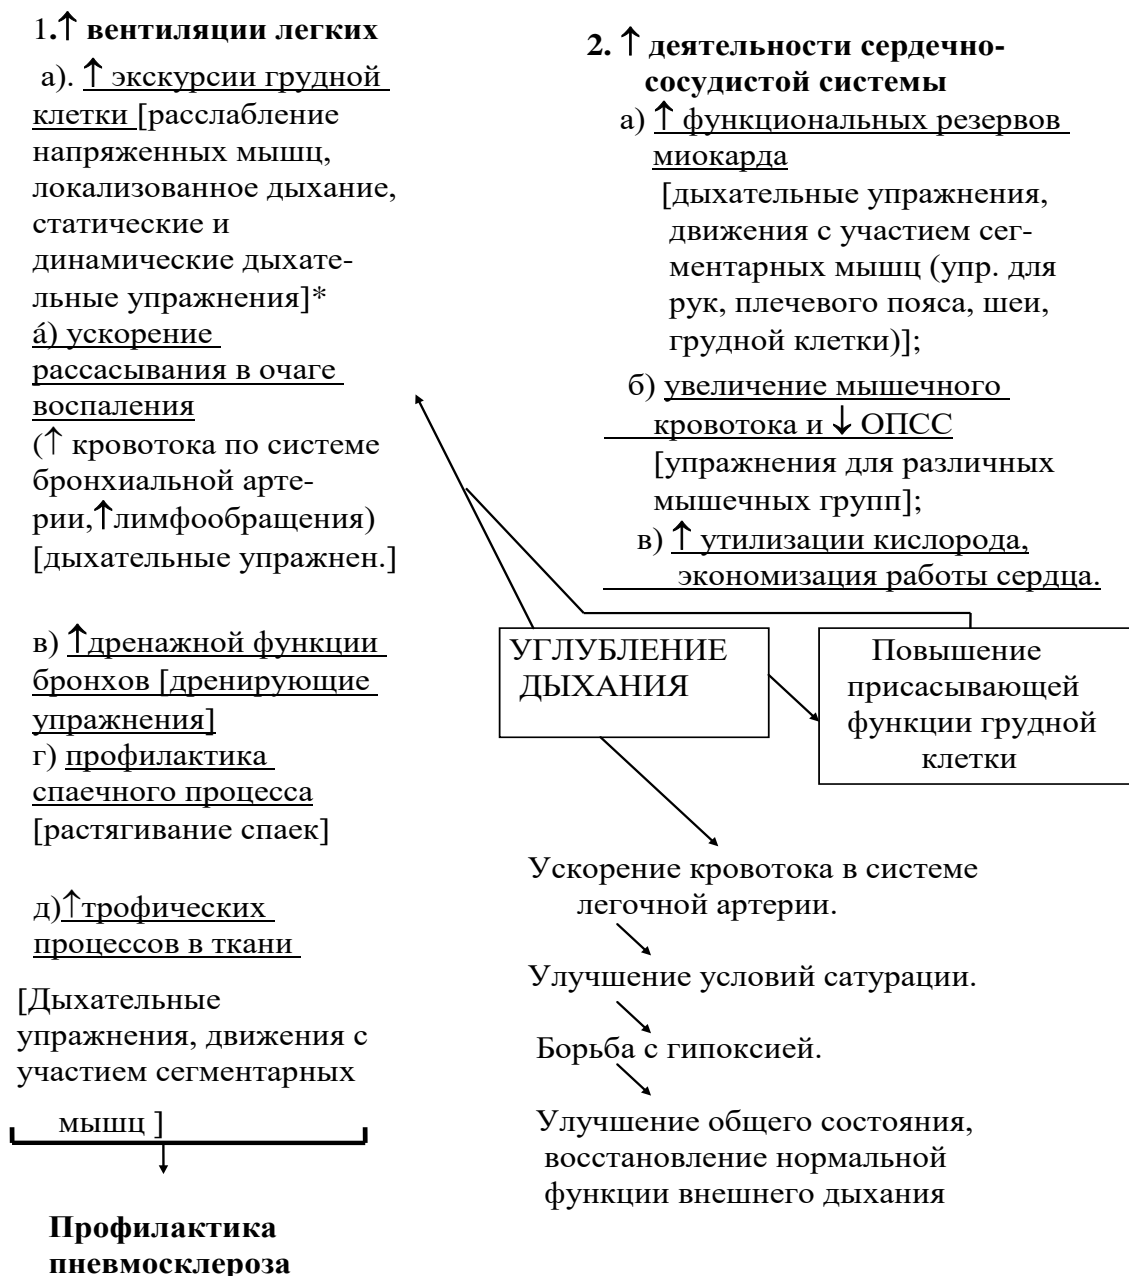 1.↑ вентиляции легких
а). ↑ экскурсии грудной
клетки [расслабление
напряженных мышц,
локализованное дыхание,
статические и
динамические дыхате-
льные упражнения]*
á) ускорение
рассасывания в очаге
воспаления
(↑ кровотока по системе
бронхиальной арте-
рии,↑лимфообращения)
[дыхательные упражнен.]
в) ↑дренажной функции
бронхов [дренирующие
упражнения]
г) профилактика
спаечного процесса
[растягивание спаек]
д)↑трофических
процессов в ткани
[Дыхательные
упражнения, движения с
участием сегментарных
мышц ]
Профилактика
пневмосклероза
2. ↑ деятельности сердечно-
сосудистой системы
а) ↑ функциональных резервов
миокарда
[дыхательные упражнения,
движения с участием сег-
ментарных мышц (упр. для
рук, плечевого пояса, шеи,
грудной клетки)];
б) увеличение мышечного
кровотока и ↓ ОПСС
[упражнения для различных
мышечных групп];
в) ↑ утилизации кислорода,
экономизация работы сердца.
УГЛУБЛЕНИЕ
ДЫХАНИЯ
Повышение
присасывающей
функции грудной
клетки
Ускорение кровотока в системе
легочной артерии.
Улучшение условий сатурации.
Борьба с гипоксией.
Улучшение общего состояния,
восстановление нормальной
функции внешнего дыхания